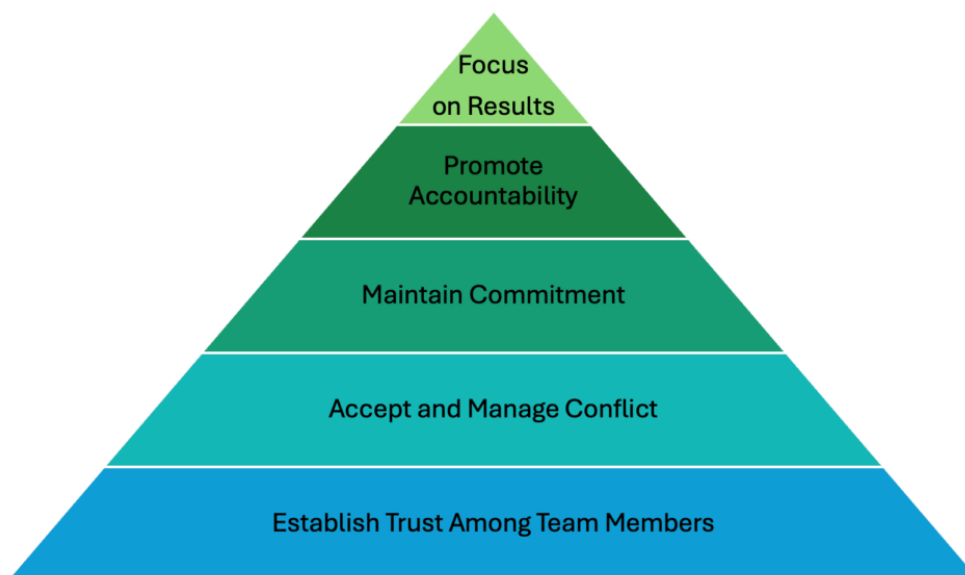 Focus
on Results
Promote
Accountability
Maintain Commitment
Accept and Manage Conflict
Establish Trust Among Team Members